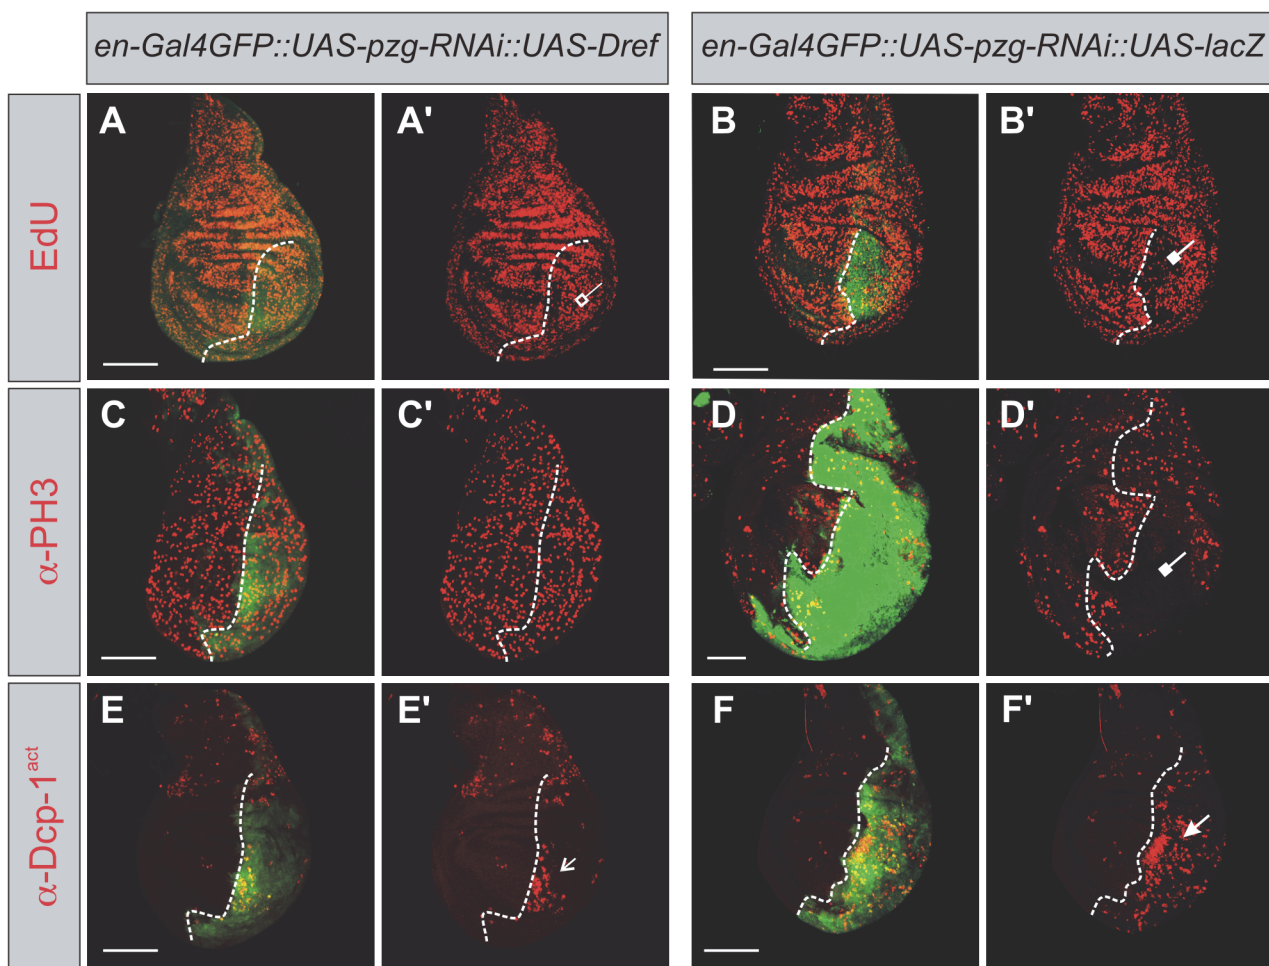 en-Gal4GFP::UAS-pzg-RNAi::UAS-Dref
en-Gal4GFP::UAS-pzg-RNAi::UAS-lacZ
EdU
A
A'
B
B'
α-PH3
C
C'
D
D'
α-Dcp-1act
E
E'
F
F'